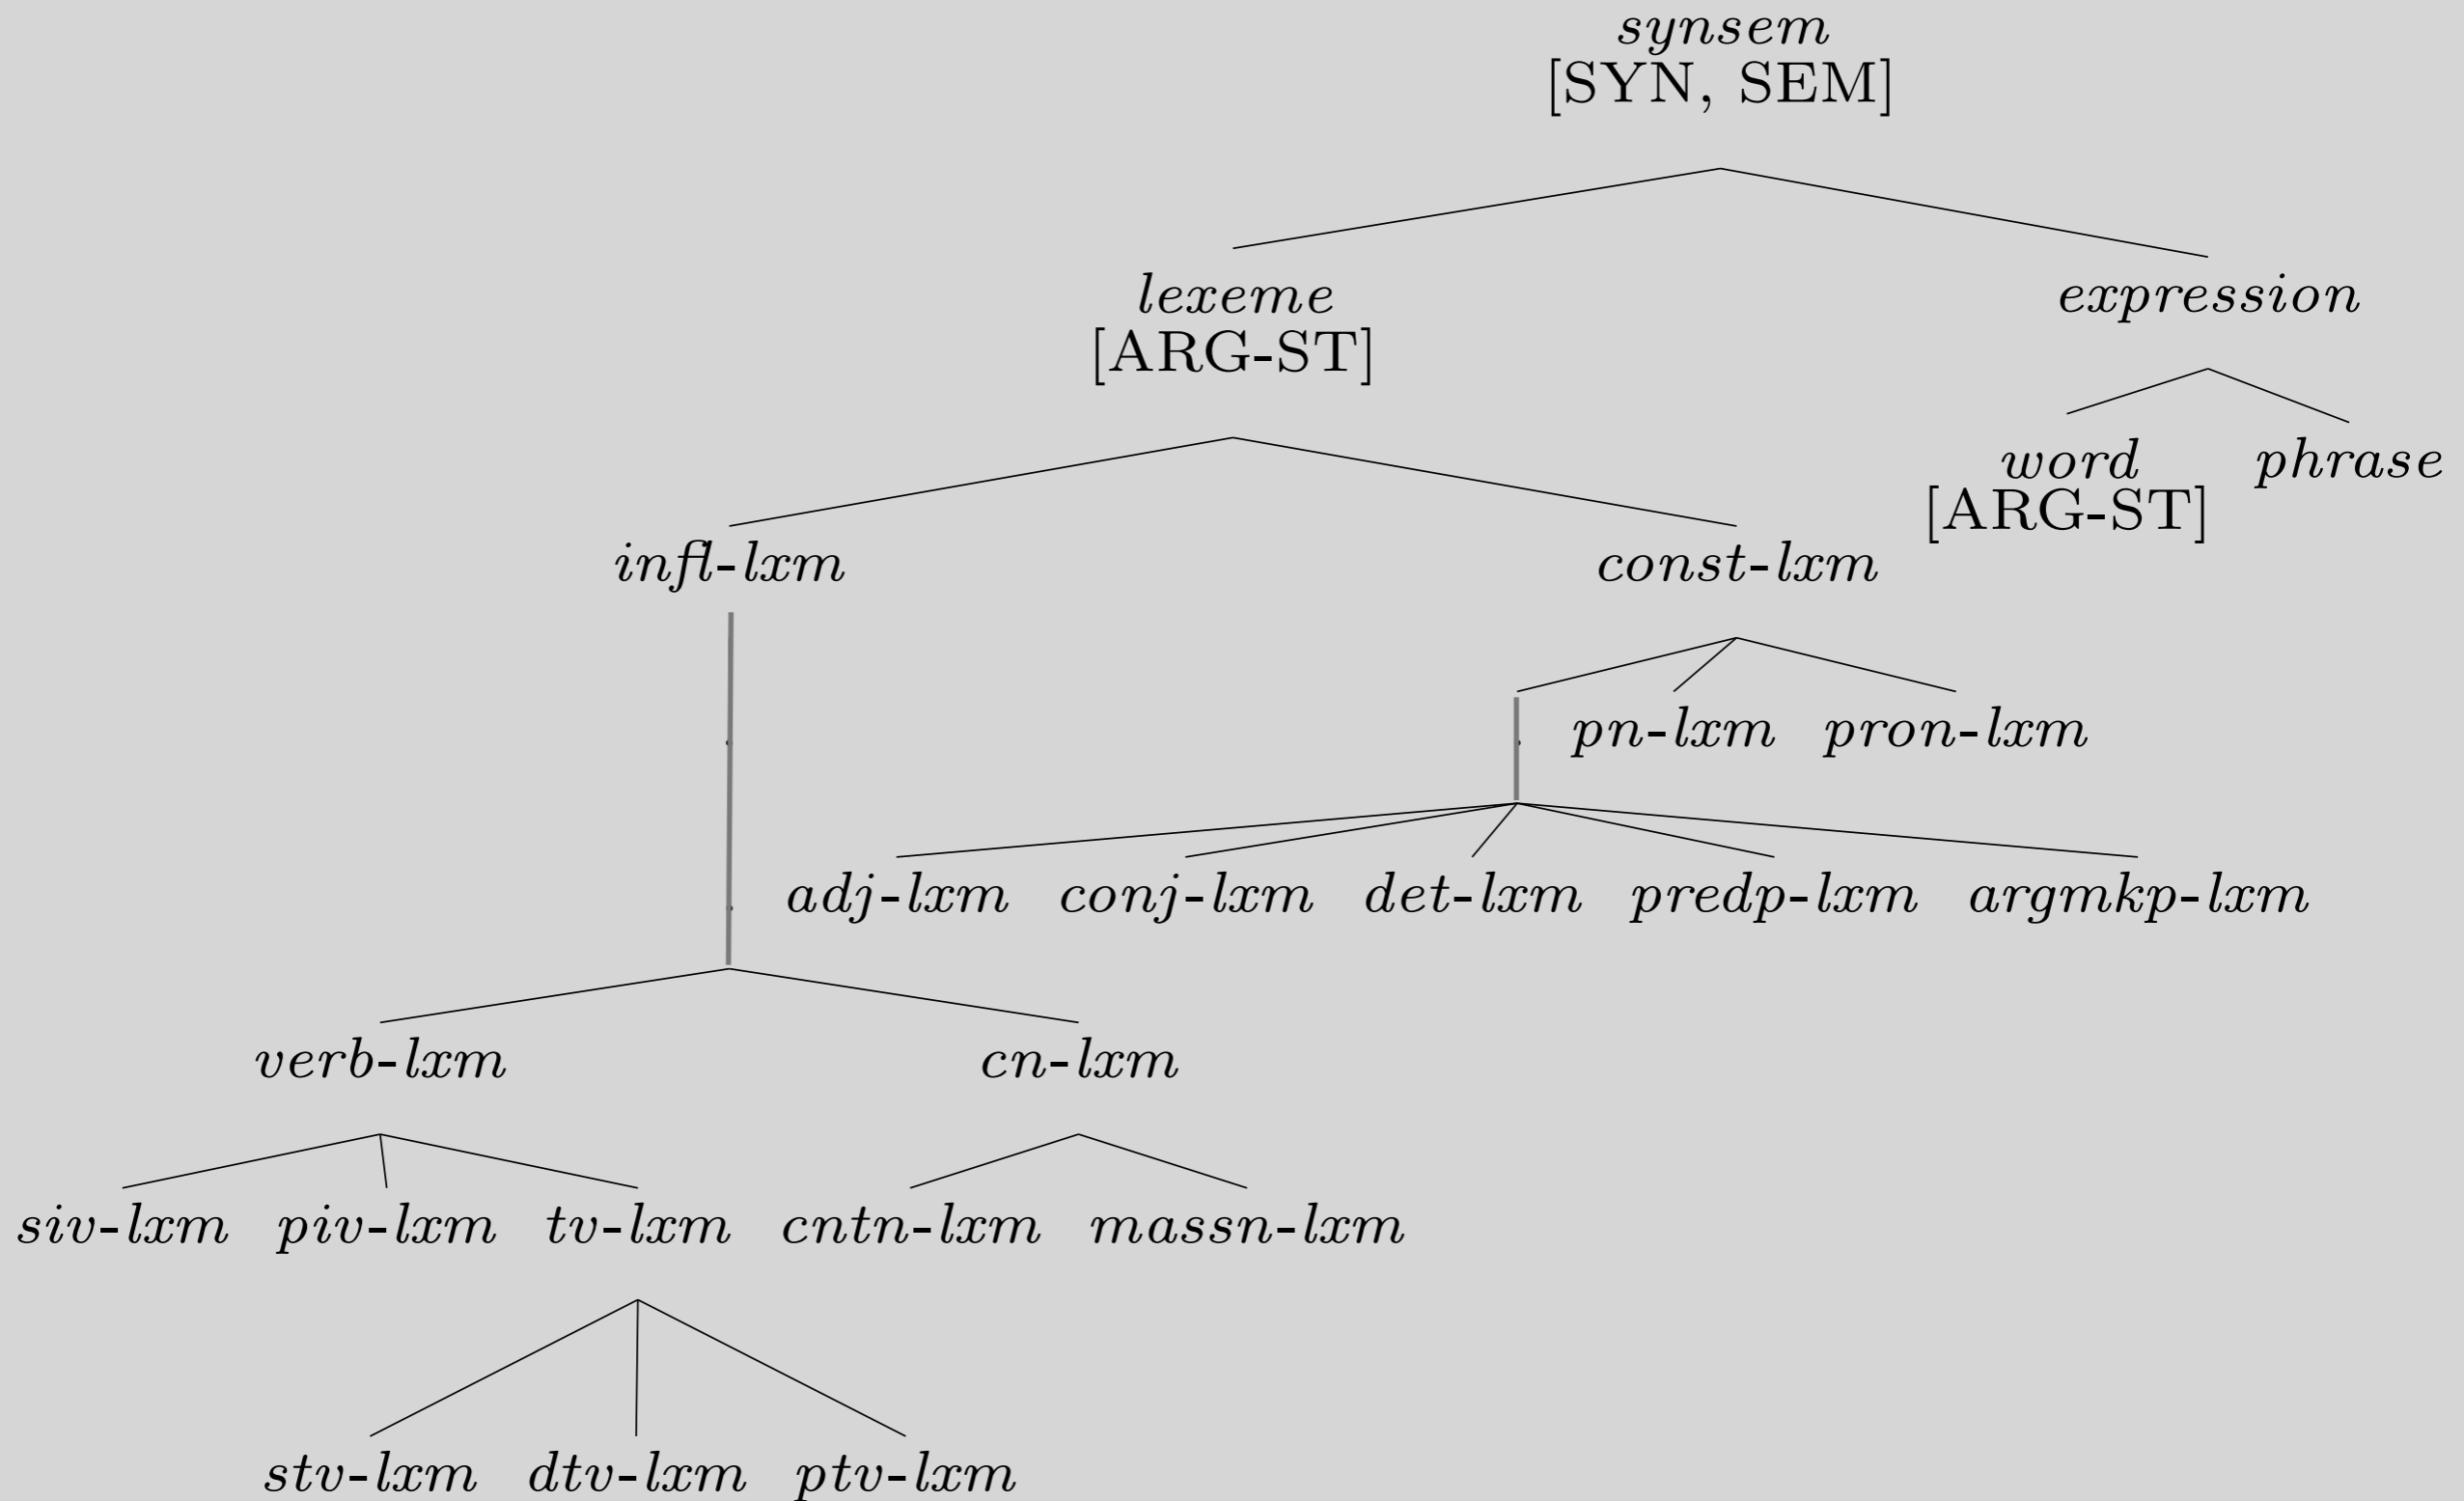 synsem
[SYN, SEM]
lexeme
[ARG-ST]
expression
word
[ARG-ST]
phrase
infl-lxm
const-lxm
pn-lxm pron-lxm
adj-lxm conj-lxm det-lxm predp-lxm argmkp-lxm
verb-lxm cn-lxm
siv-lxm piv-lxm tv-lxm cntn-lxm massn-lxm
stv-lxm dtv-lxm ptv-lxm